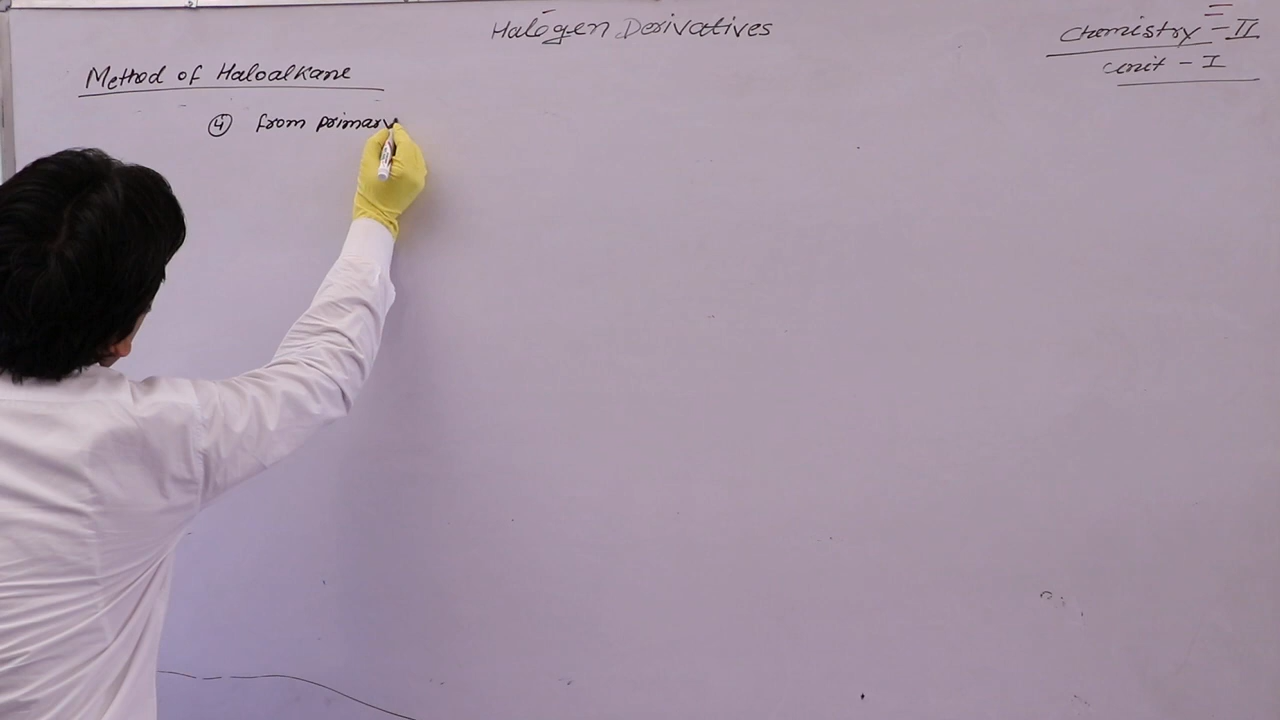 Halogen Derivatives
Chemistry - II
Unit - I
Method of Haloalkane
④ from primary